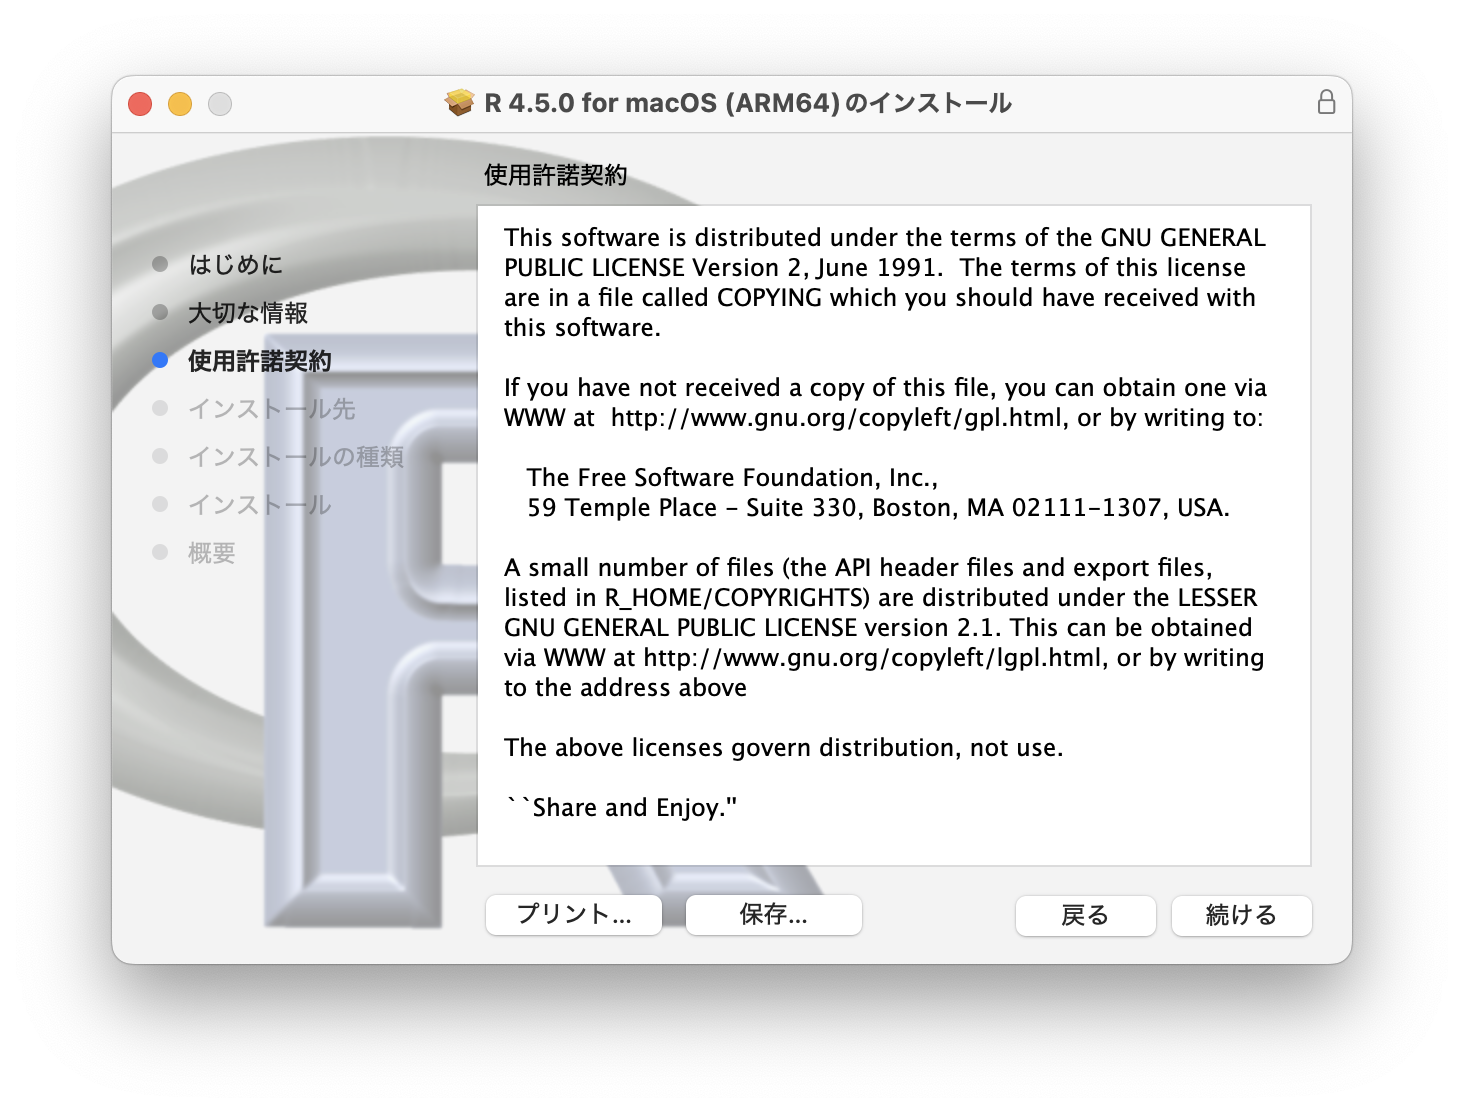 R 4.5.0 for macOS (ARM64)のインストール
使用許諾契約
はじめに
大切な情報
使用許諾契約
インストール先
インストールの種類
インストール
概要
This software is distributed under the terms of the GNU GENERAL
PUBLIC LICENSE Version 2, June 1991.  The terms of this license
are in a file called COPYING which you should have received with
this software.
If you have not received a copy of this file, you can obtain one via
WWW at  http://www.gnu.org/copyleft/gpl.html, or by writing to:
The Free Software Foundation, Inc.,
59 Temple Place – Suite 330, Boston, MA 02111–1307, USA.
A small number of files (the API header files and export files,
listed in R_HOME/COPYRIGHTS) are distributed under the LESSER
GNU GENERAL PUBLIC LICENSE version 2.1. This can be obtained
via WWW at http://www.gnu.org/copyleft/lgpl.html, or by writing
to the address above
The above licenses govern distribution, not use.
``Share and Enjoy."
プリント...
保存...
戻る
続ける